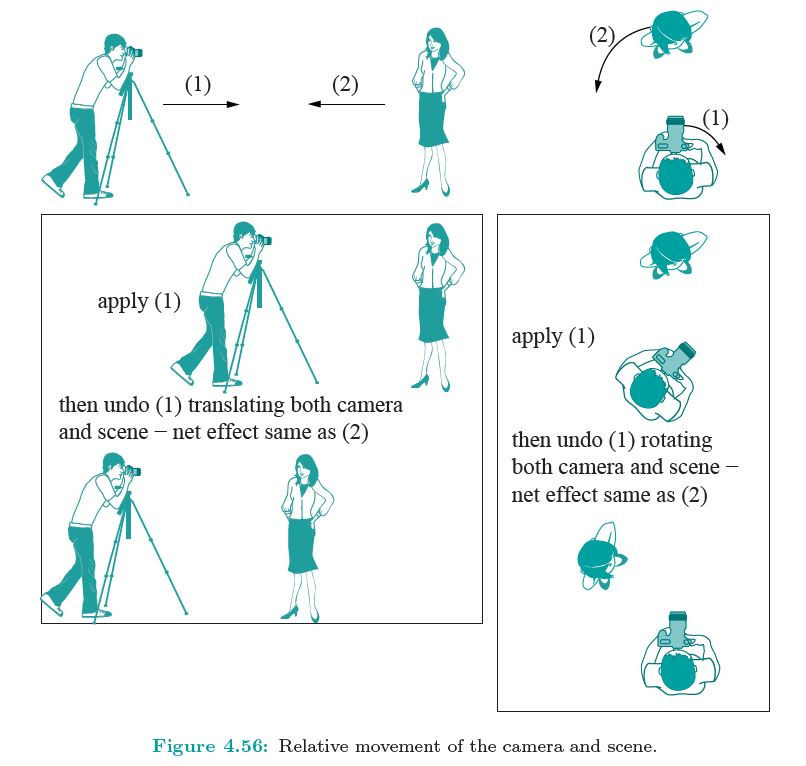 (1)
(2)
(2)
(1)
apply (1)
then undo (1) translating both camera
and scene − net effect same as (2)
apply (1)
then undo (1) rotating
both camera and scene −
net effect same as (2)
Figure 4.56: Relative movement of the camera and scene.